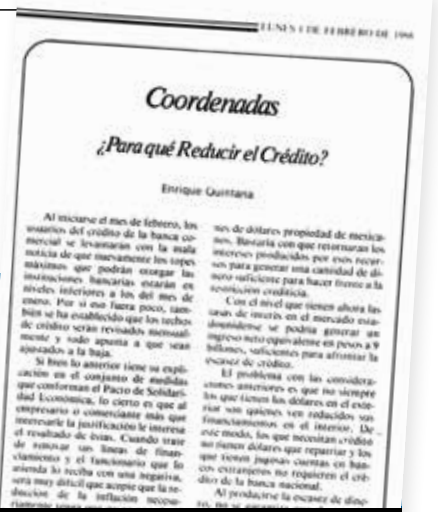 LUNES 1 DE FEBRERO DE 1988
Coordenadas
¿Para qué Reducir el Crédito?
Enrique Quintana
Al iniciarse el mes de febrero, los
usuarios del crédito de la banca co-
mercial se levantarán con la mala
noticia de que nuevamente los topes
máximos que podrán otorgar las
instituciones bancarias estarán en
niveles inferiores a los del mes de
enero. Por si eso fuera poco, tam-
bién se ha establecido que los techos
de crédito serán revisados mensual-
mente y todo apunta a que sean
ajustados a la baja.
Si bien lo anterior tiene su expli-
cación en el conjunto de medidas
que conforman el Pacto de Solidari-
dad Económica, lo cierto es que al
empresario o comerciante más que
interesarle la justificación le interesa
el resultado de éstas. Cuando trate
de renovar sus líneas de finan-
ciamiento y el funcionario que lo
atienda lo reciba con una negativa,
será muy difícil que acepte que la re-
ducción de la inflación necesa-
riamente
nes de dólares propiedad de mexica-
nos. Bastaría con que retornaran los
intereses producidos por esos recur-
sos para generar una cantidad de di-
nero suficiente para hacer frente a la
restricción crediticia.
Con el nivel que tienen ahora las
tasas de interés en el mercado esta-
dounidense se podría generar un
ingreso neto equivalente en pesos a 9
billones, suficientes para afrontar la
escasez de crédito.
El problema con las considera-
ciones anteriores es que no siempre
los que tienen los dólares en el exte-
rior son quienes ven reducidos sus
financiamientos en el interior. De
este modo, los que necesitan crédito
no tienen dólares que repatriar y los
que tienen jugosas cuentas en ban-
cos extranjeros no requieren el cré-
dito de la banca nacional.
Al producirse la escasez de dine-
ro, no se